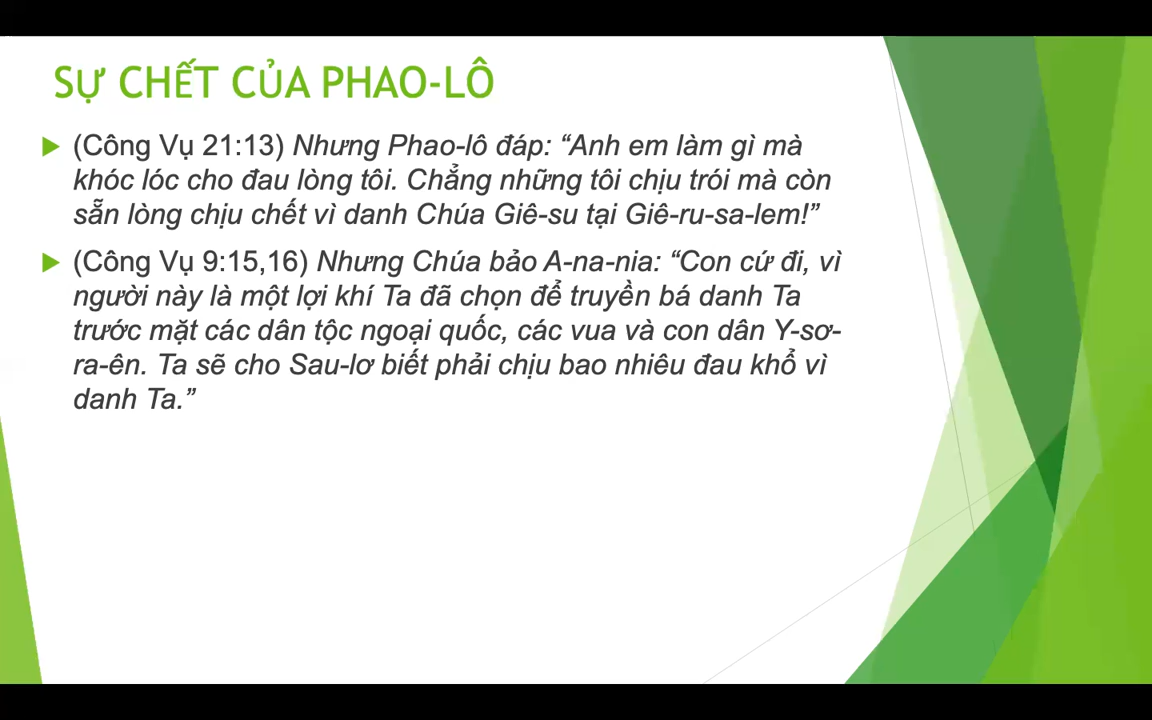 SỰ CHẾT CỦA PHAO-LÔ
(Công Vụ 21:13) Nhưng Phao-lô đáp: “Anh em làm gì mà
khóc lóc cho đau lòng tôi. Chẳng những tôi chịu trói mà còn
sẵn lòng chịu chết vì danh Chúa Giê-su tại Giê-ru-sa-lem!”
(Công Vụ 9:15,16) Nhưng Chúa bảo A-na-nia: “Con cứ đi, vì
người này là một lợi khí Ta đã chọn để truyền bá danh Ta
trước mặt các dân tộc ngoại quốc, các vua và con dân Y-sơ-
ra-ên. Ta sẽ cho Sau-lơ biết phải chịu bao nhiêu đau khổ vì
danh Ta.”